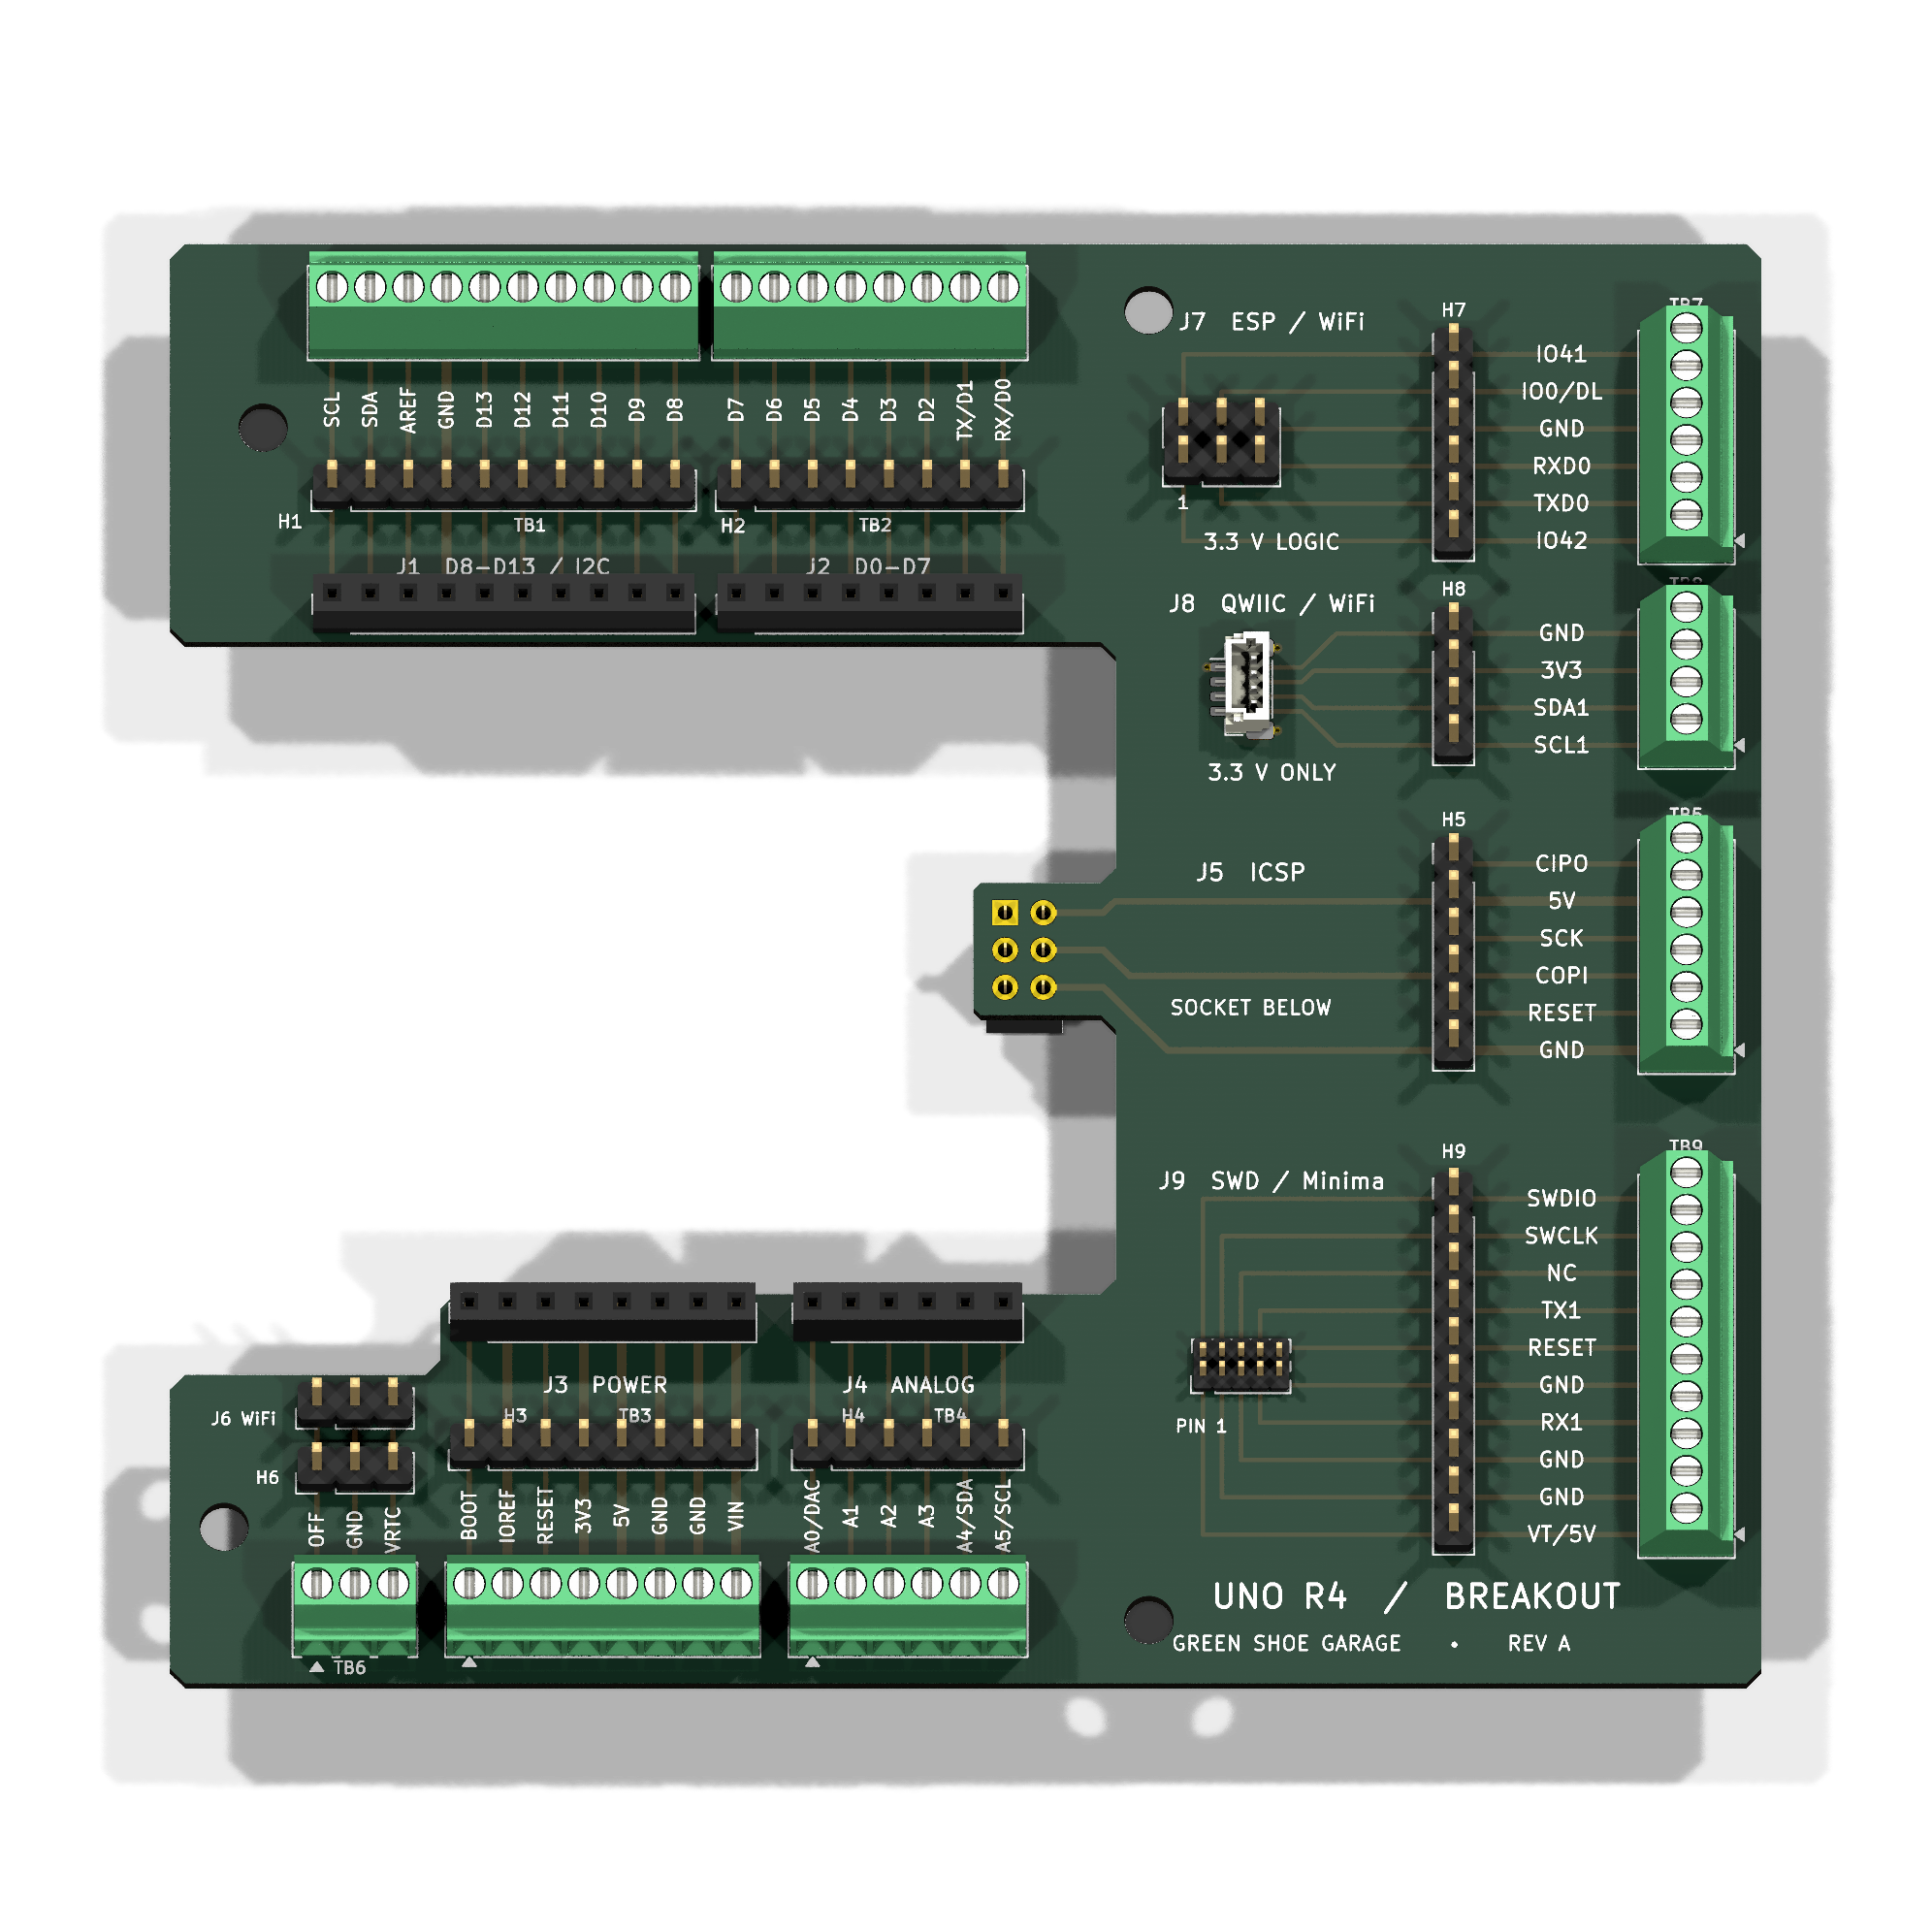 SCL SDA AREF GND D13 D12 D11 D10 D9 D8
D7 D6 D5 D4 D3 D2 TX/D1 RX/D0
H1 TB1
H2 TB2
J1 D8-D13 / I2C
J2 D0-D7
J7 ESP / WiFi
1
3.3 V LOGIC
H7
TB7
IO41
IO0/DL
GND
RXD0
TXD0
IO42
J8 QWIIC / WiFi
3.3 V ONLY
H8
TB8
GND
3V3
SDA1
SCL1
J5 ICSP
SOCKET BELOW
H5
TB5
CIPO
5V
SCK
COPI
RESET
GND
J9 SWD / Minima
PIN 1
H9
TB9
SWDIO
SWCLK
NC
TX1
RESET
GND
RX1
GND
GND
VT/5V
J3 POWER
H3 TB3
J4 ANALOG
H4 TB4
J6 WiFi
H6
OFF GND VRTC
BOOT IOREF RESET 3V3 5V GND GND VIN
A0/DAC A1 A2 A3 A4/SDA A5/SCL
TB6
UNO R4 / BREAKOUT
GREEN SHOE GARAGE • REV A